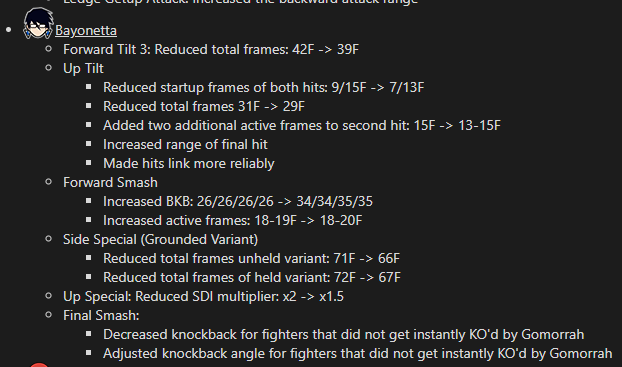 Ledge Getup Attack: Increased the backward attack range
Bayonetta
Forward Tilt 3: Reduced total frames: 42F -> 39F
Up Tilt
Reduced startup frames of both hits: 9/15F -> 7/13F
Reduced total frames 31F -> 29F
Added two additional active frames to second hit: 15F -> 13-15F
Increased range of final hit
Made hits link more reliably
Forward Smash
Increased BKB: 26/26/26/26 -> 34/34/35/35
Increased active frames: 18-19F -> 18-20F
Side Special (Grounded Variant)
Reduced total frames unheld variant: 71F -> 66F
Reduced total frames of held variant: 72F -> 67F
Up Special: Reduced SDI multiplier: x2 -> x1.5
Final Smash:
Decreased knockback for fighters that did not get instantly KO'd by Gomorrah
Adjusted knockback angle for fighters that did not get instantly KO'd by Gomorrah